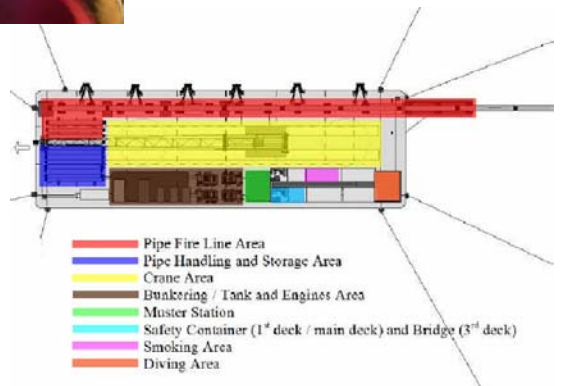 Pipe Fire Line Area
Pipe Handling and Storage Area
Crane Area
Bunkering / Tank and Engines Area
Muster Station
Safety Container (1st deck / main deck) and Bridge (3rd deck)
Smoking Area
Diving Area